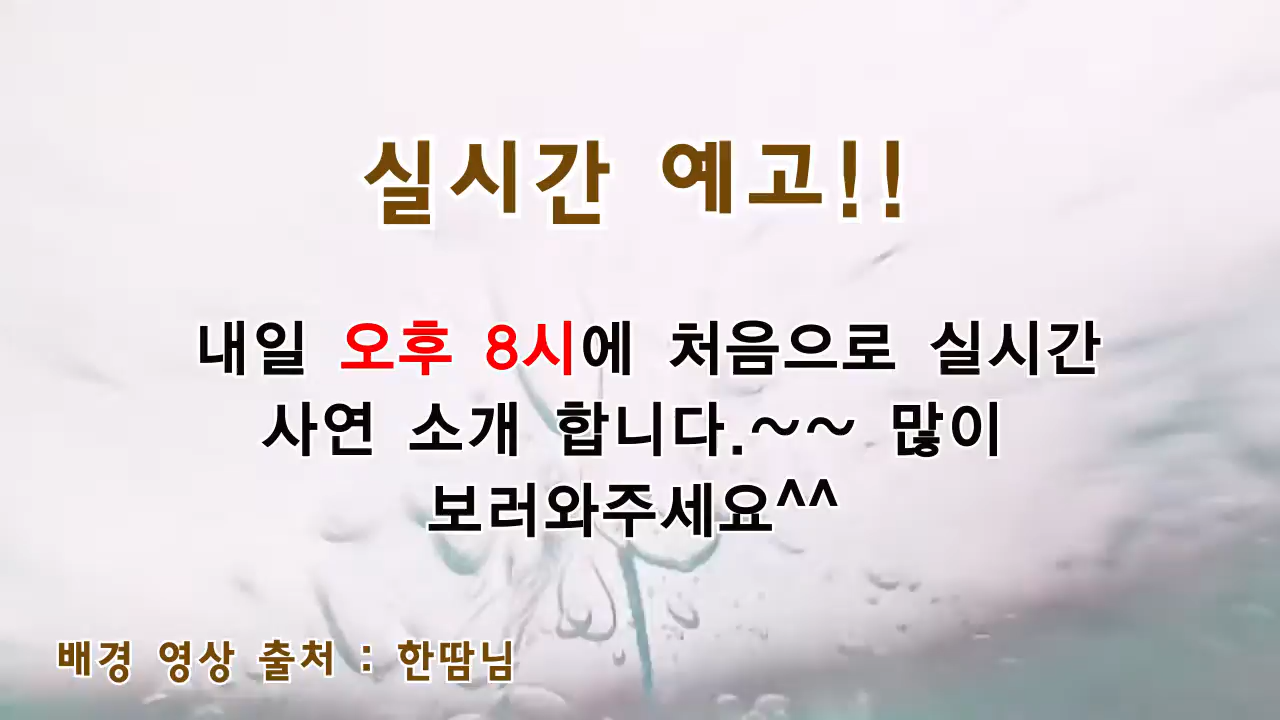 실시간 예고!!
내일 오후 8시에 처음으로 실시간
사연 소개 합니다.~~ 많이
보러와주세요^^
배경 영상 출처 : 한땀님